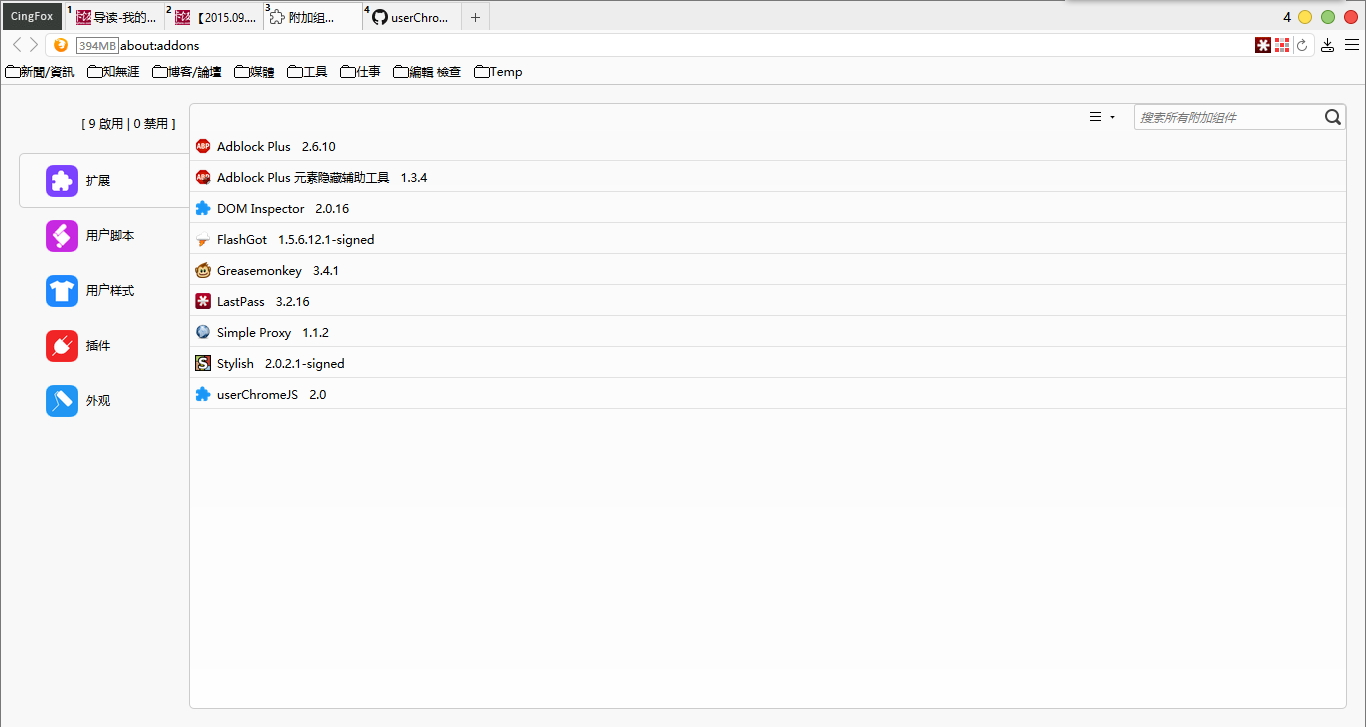 CingFox 1 导读-我的... 2 【2015.09.... 3 附加组... 4 userChro... + 4
394MB about:addons
新聞/資訊 知無涯 博客/論壇 媒體 工具 仕事 編輯 檢查 Temp
[ 9 啟用 | 0 禁用 ]
搜索所有附加组件
扩展
用户脚本
用户样式
插件
外观
ABP Adblock Plus 2.6.10
ABP Adblock Plus 元素隐藏辅助工具 1.3.4
DOM Inspector 2.0.16
FlashGot 1.5.6.12.1-signed
Greasemonkey 3.4.1
LastPass 3.2.16
Simple Proxy 1.1.2
S Stylish 2.0.2.1-signed
userChromeJS 2.0